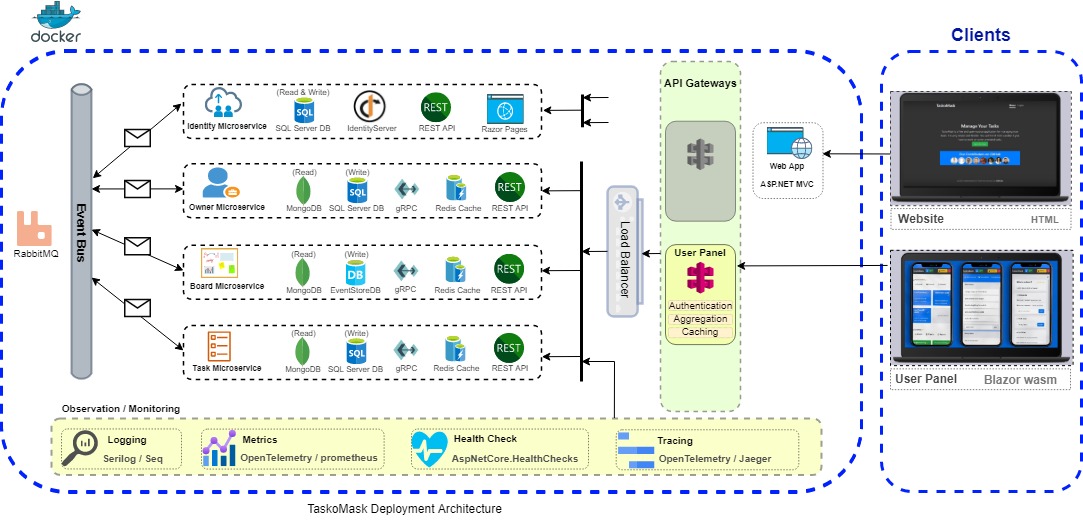 docker
Clients
Event Bus
RabbitMQ
(Read & Write)
SQL
REST
Identity Microservice
SQL Server DB
IdentityServer
REST API
Razor Pages
(Read)
(Write)
SQL
REST
Owner Microservice
MongoDB
SQL Server DB
gRPC
Redis Cache
REST API
(Read)
(Write)
DB
REST
Board Microservice
MongoDB
EventStoreDB
gRPC
Redis Cache
REST API
(Read)
(Write)
SQL
REST
Task Microservice
MongoDB
SQL Server DB
gRPC
Redis Cache
REST API
Load Balancer
API Gateways
User Panel
Authentication
Aggregation
Caching
Web App
ASP.NET MVC
TaskoMask
Manage Your Tasks
Website
HTML
User Panel
Blazor wasm
Observation / Monitoring
Logging
Serilog / Seq
Metrics
OpenTelemetry / prometheus
Health Check
AspNetCore.HealthChecks
Tracing
OpenTelemetry / Jaeger
TaskoMask Deployment Architecture